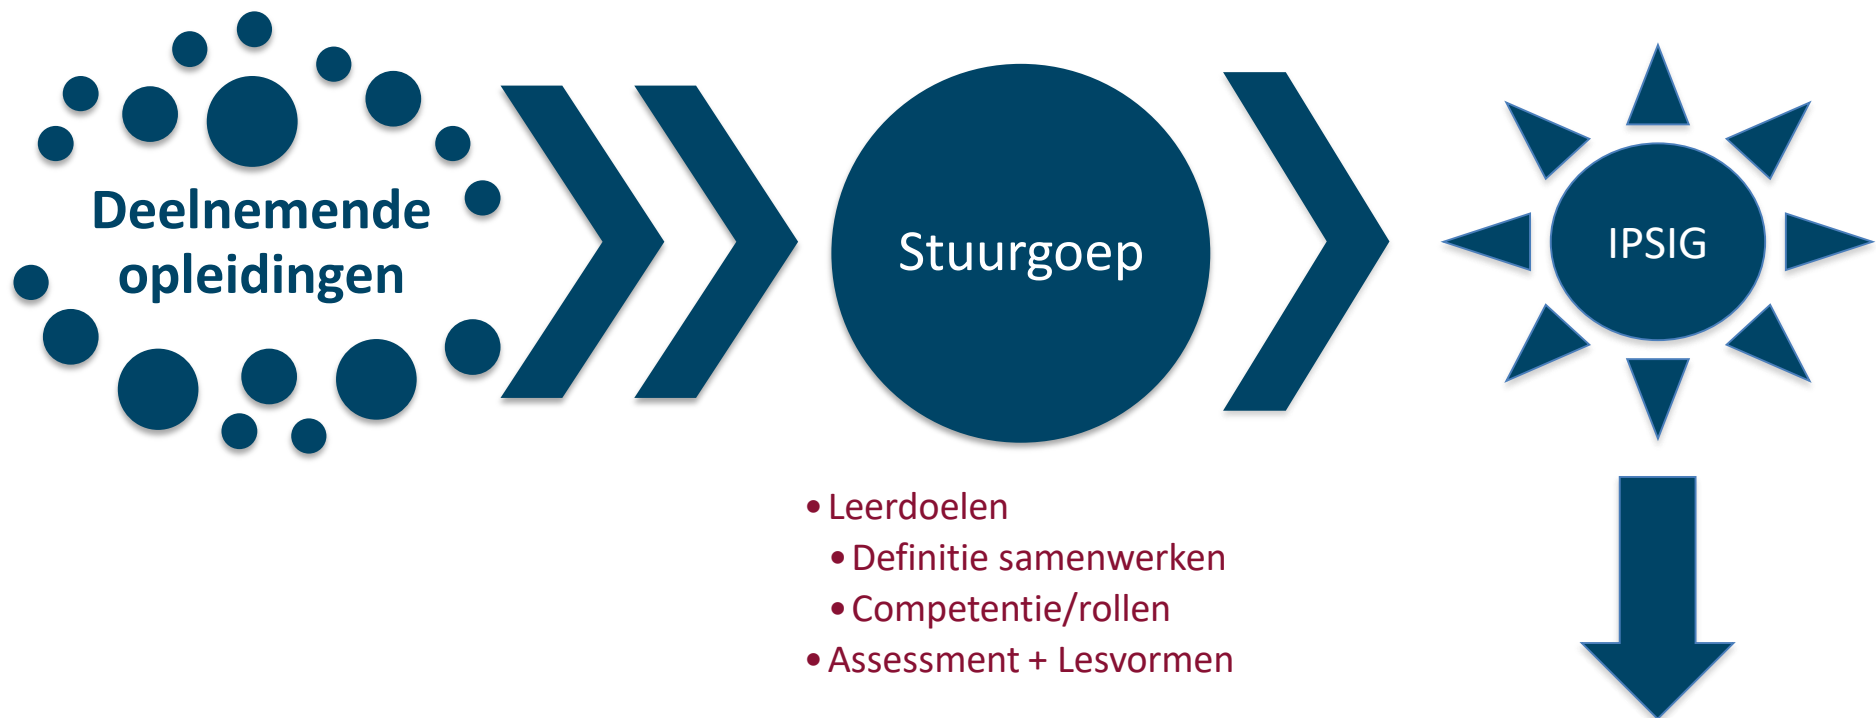 Deelnemende
opleidingen
Stuurgoep
IPSIG
• Leerdoelen
• Definitie samenwerken
• Competentie/rollen
• Assessment + Lesvormen